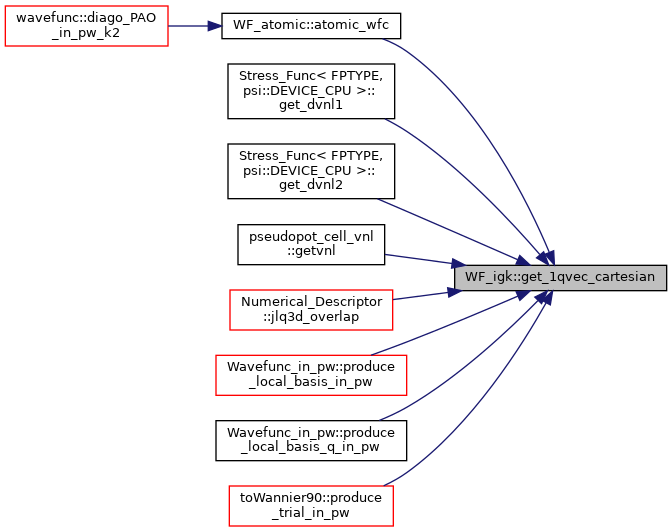 wavefunc::diago_PAO
_in_pw_k2
WF_atomic::atomic_wfc
Stress_Func< FPTYPE,
psi::DEVICE_CPU >::
get_dvnl1
Stress_Func< FPTYPE,
psi::DEVICE_CPU >::
get_dvnl2
pseudopot_cell_vnl
::getvnl
WF_igk::get_1qvec_cartesian
Numerical_Descriptor
::jlq3d_overlap
Wavefunc_in_pw::produce
_local_basis_in_pw
Wavefunc_in_pw::produce
_local_basis_q_in_pw
toWannier90::produce
_trial_in_pw